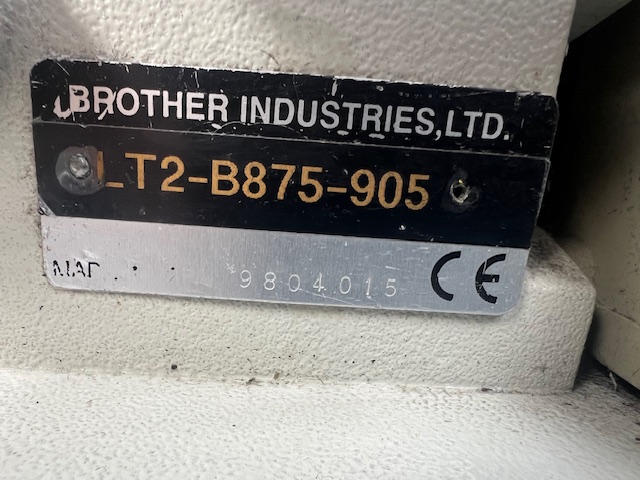 BROTHER INDUSTRIES,LTD.
LT2-B875-905
9804015 CE